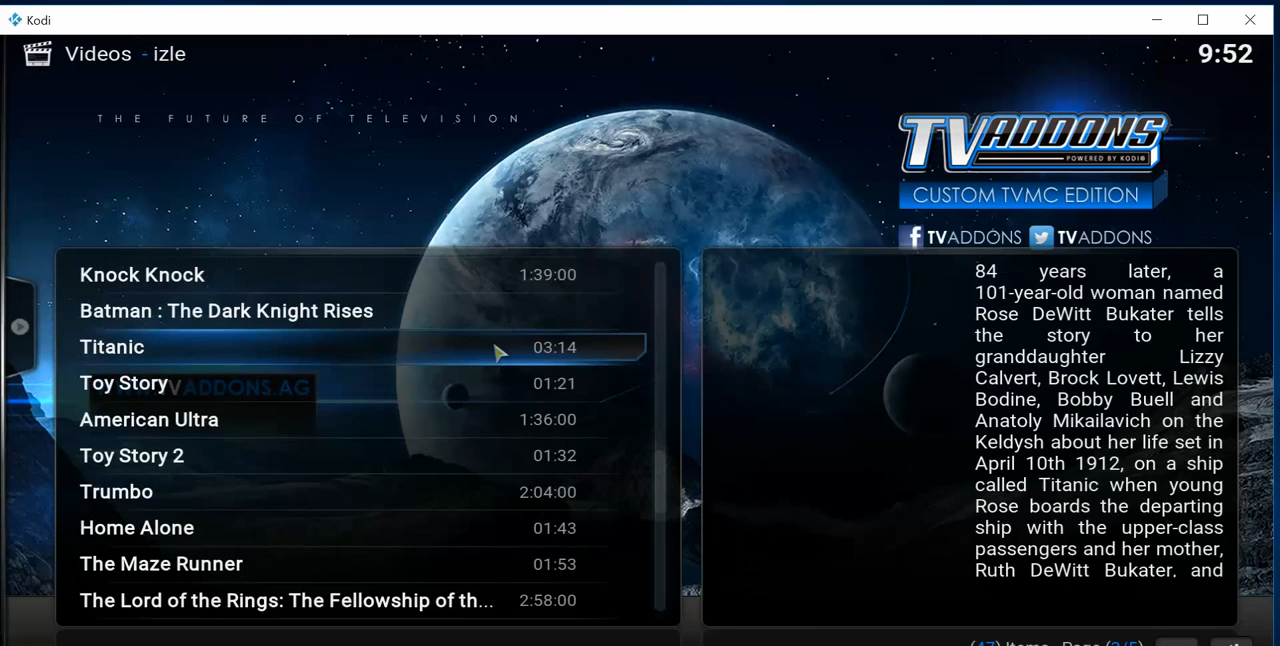 Kodi
Videos - izle
9:52
THE FUTURE OF TELEVISION
TVADDONS
POWERED BY KODI®
CUSTOM TVMC EDITION
f TVADDONS TVADDONS
Knock Knock 1:39:00
Batman : The Dark Knight Rises
Titanic 03:14
Toy Story 01:21
TVADDONS.AG
American Ultra 1:36:00
Toy Story 2 01:32
Trumbo 2:04:00
Home Alone 01:43
The Maze Runner 01:53
The Lord of the Rings: The Fellowship of th... 2:58:00
84 years later, a
101-year-old woman named
Rose DeWitt Bukater tells
the story to her
granddaughter Lizzy
Calvert, Brock Lovett, Lewis
Bodine, Bobby Buell and
Anatoly Mikailavich on the
Keldysh about her life set in
April 10th 1912, on a ship
called Titanic when young
Rose boards the departing
ship with the upper-class
passengers and her mother,
Ruth DeWitt Bukater, and